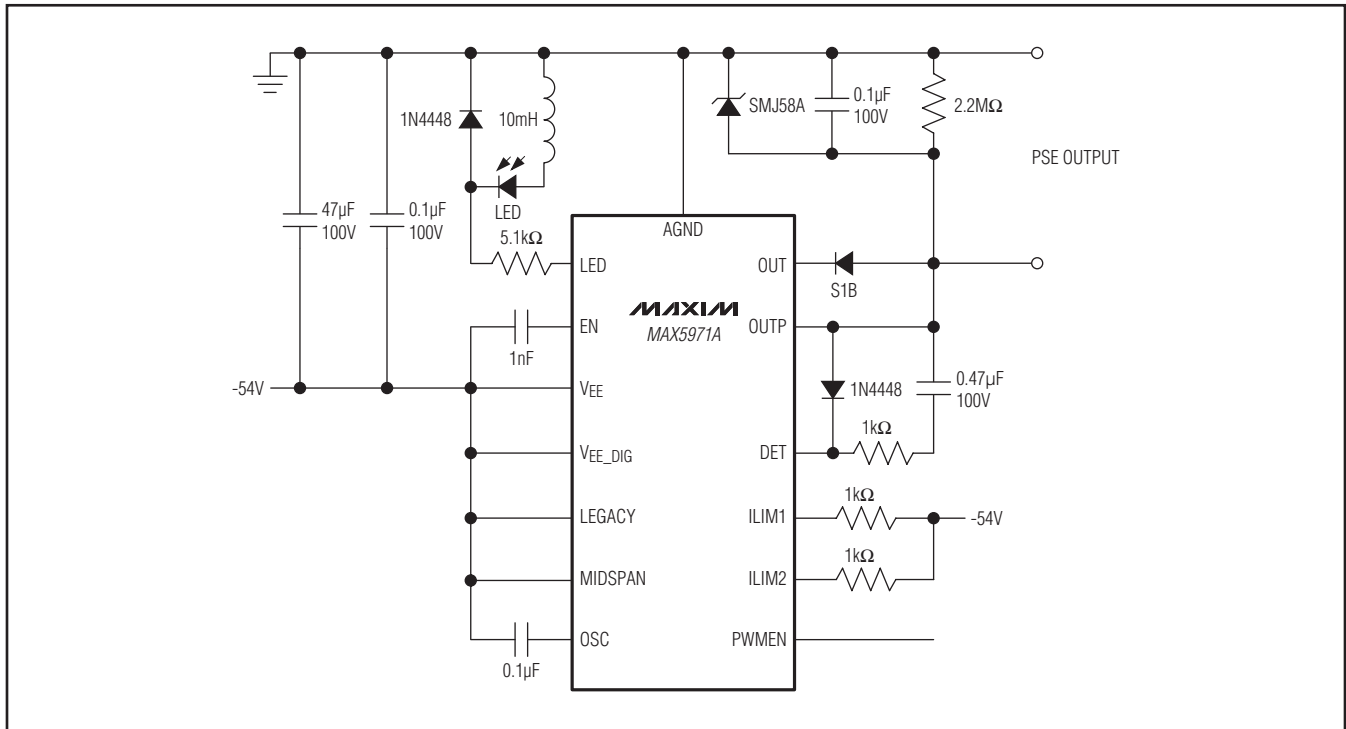 1N4448
10mH
SMJ58A
0.1µF
100V
2.2MΩ
PSE OUTPUT
47µF
100V
0.1µF
100V
LED
5.1kΩ
AGND
LED
OUT
S1B
MAXIM
MAX5971A
EN
OUTP
1nF
-54V
VEE
1N4448
0.47µF
100V
1kΩ
VEE_DIG
DET
1kΩ
LEGACY
ILIM1
-54V
1kΩ
MIDSPAN
ILIM2
OSC
PWMEN
0.1µF